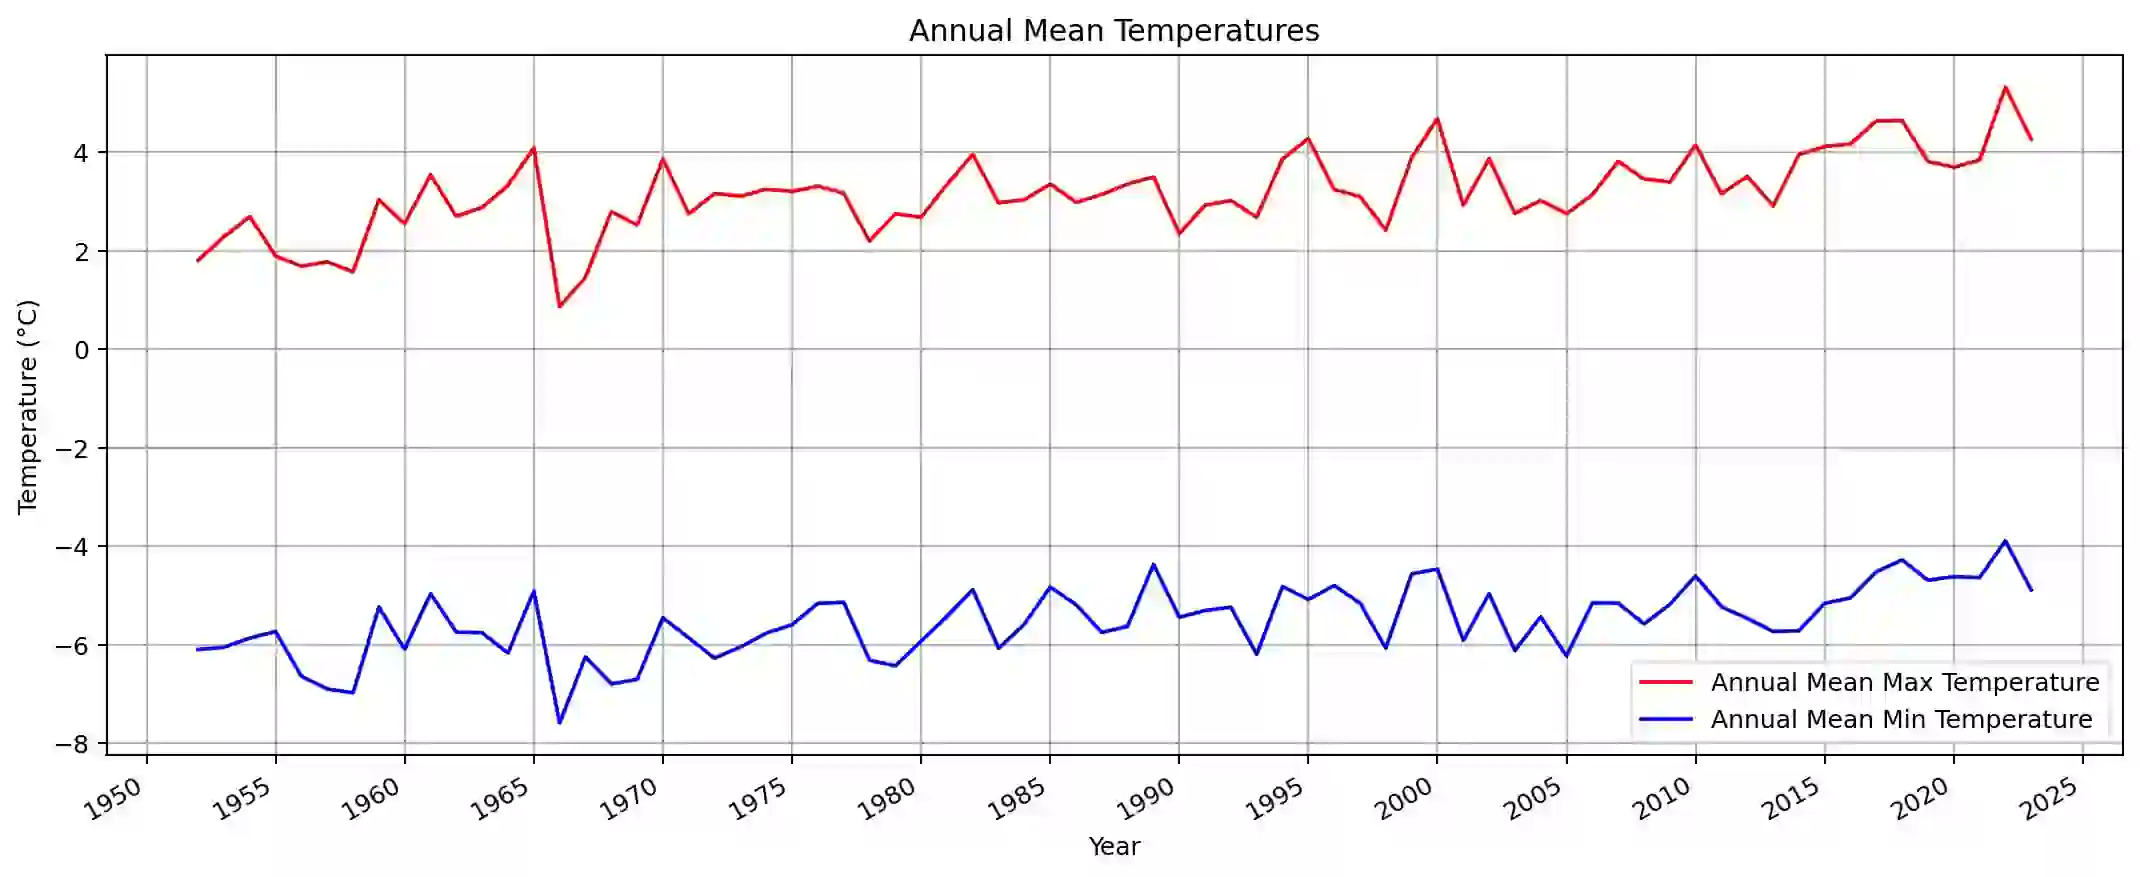 Annual Mean Temperatures
Temperature (°C)
4
2
0
−2
−4
−6
−8
Annual Mean Max Temperature
Annual Mean Min Temperature
1950 1955 1960 1965 1970 1975 1980 1985 1990 1995 2000 2005 2010 2015 2020 2025
Year